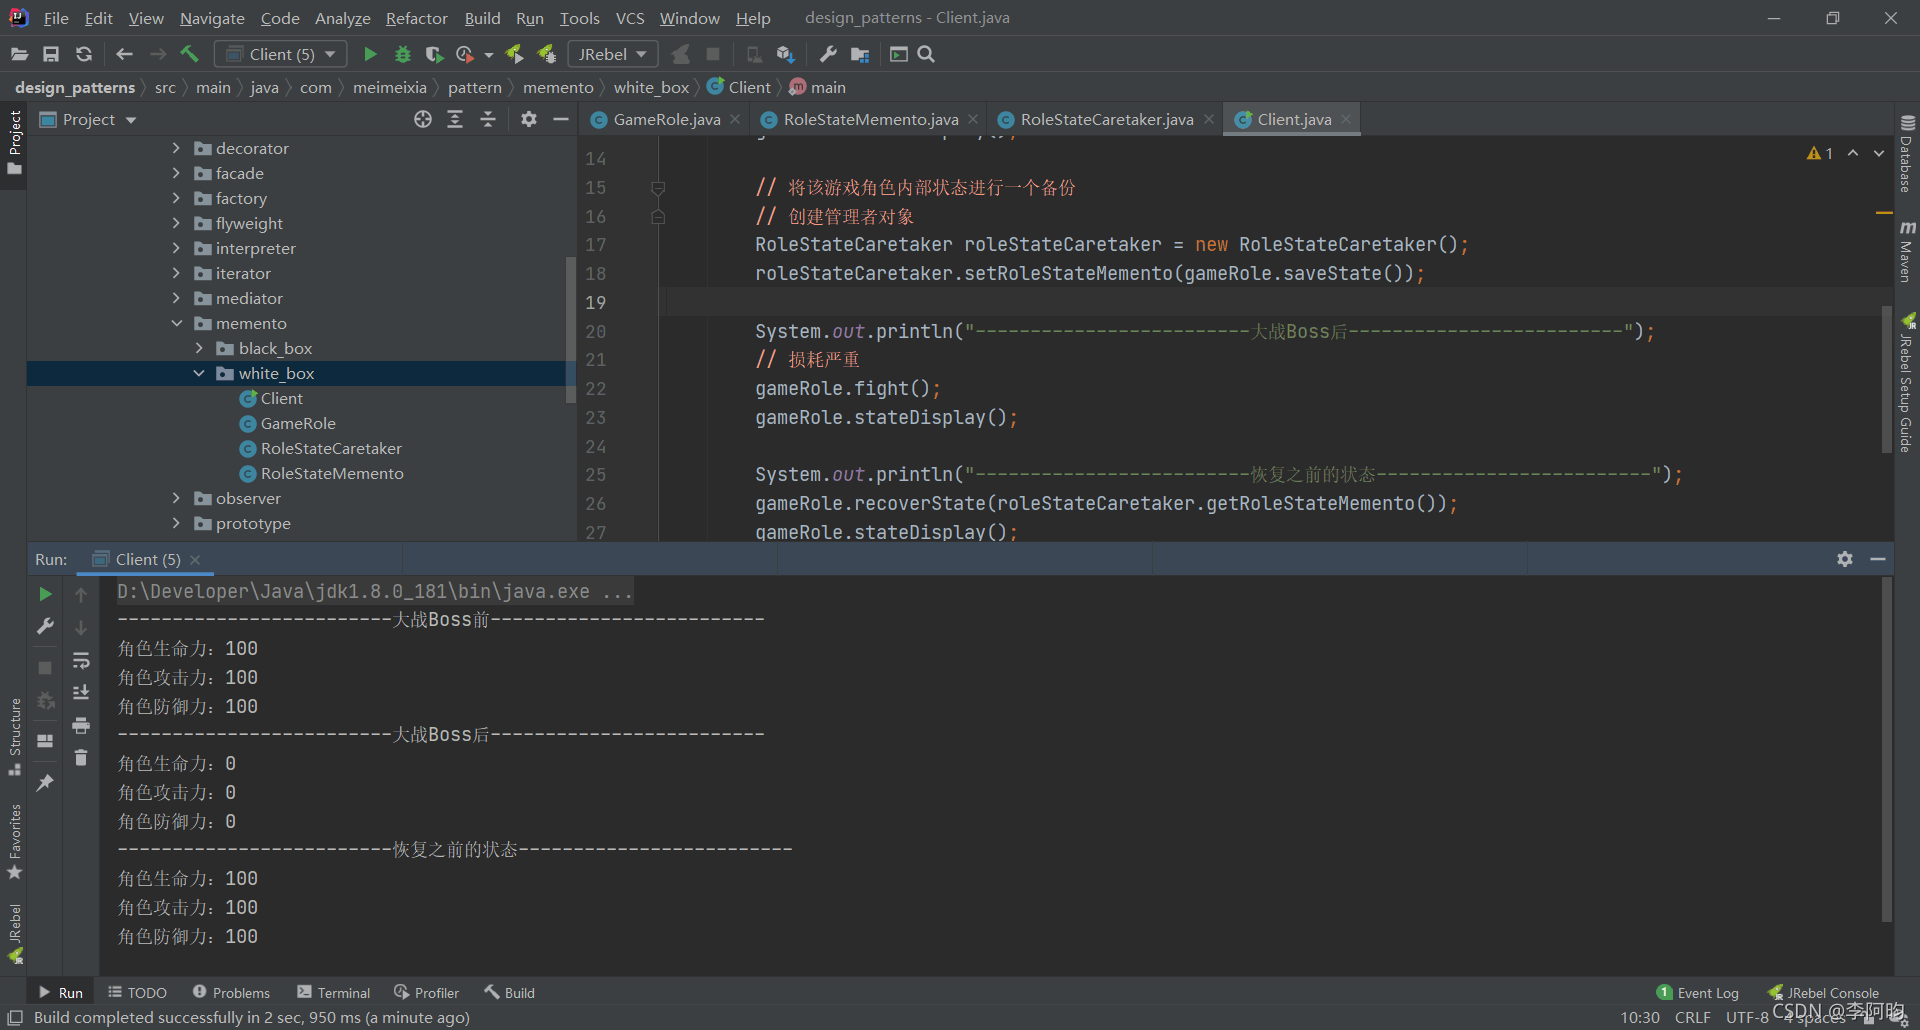 File Edit View Navigate Code Analyze Refactor Build Run Tools VCS Window Help design_patterns - Client.java
Client (5) JRebel
design_patterns src main java com meimeixia pattern memento white_box Client main
Project
GameRole.java RoleStateMemento.java RoleStateCaretaker.java Client.java
Project
decorator
facade
factory
flyweight
interpreter
iterator
mediator
memento
black_box
white_box
Client
GameRole
RoleStateCaretaker
RoleStateMemento
observer
prototype
14
15 // 将该游戏角色内部状态进行一个备份
16 // 创建管理者对象
17 RoleStateCaretaker roleStateCaretaker = new RoleStateCaretaker();
18 roleStateCaretaker.setRoleStateMemento(gameRole.saveState());
19
20 System.out.println("-------------------------大战Boss后-------------------------");
21 // 损耗严重
22 gameRole.fight();
23 gameRole.stateDisplay();
24
25 System.out.println("-------------------------恢复之前的状态-------------------------");
26 gameRole.recoverState(roleStateCaretaker.getRoleStateMemento());
27 gameRole.stateDisplay();
1
Database
Maven
JRebel Setup Guide
Run: Client (5)
D:\Developer\Java\jdk1.8.0_181\bin\java.exe ...
-------------------------大战Boss前-------------------------
角色生命力：100
角色攻击力：100
角色防御力：100
-------------------------大战Boss后-------------------------
角色生命力：0
角色攻击力：0
角色防御力：0
-------------------------恢复之前的状态-------------------------
角色生命力：100
角色攻击力：100
角色防御力：100
Structure
Favorites
JRebel
Run TODO Problems Terminal Profiler Build 1 Event Log JRebel Console
Build completed successfully in 2 sec, 950 ms (a minute ago) 10:30 CRLF UTF-8 4 spaces
CSDN @李阿昀